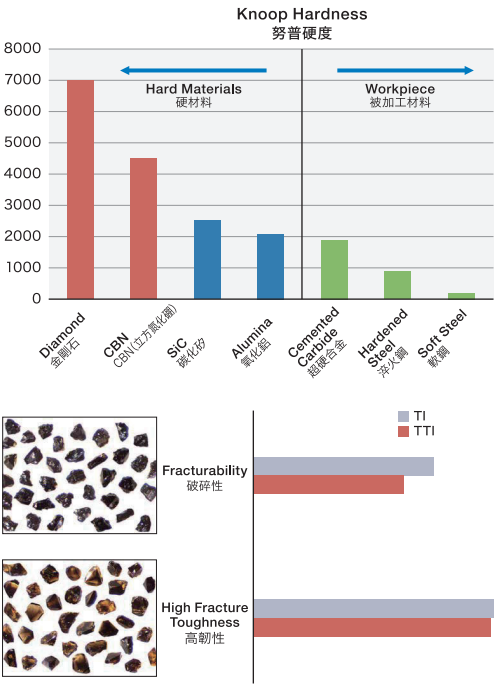 Knoop Hardness
努普硬度
8000
7000
6000
5000
4000
3000
2000
1000
0
Hard Materials
硬材料
Workpiece
被加工材料
Diamond
金剛石
CBN
CBN(立方氮化硼)
SiC
碳化矽
Alumina
氧化鋁
Cemented
Carbide
超硬合金
Hardened
Steel
淬火鋼
Soft Steel
軟鋼
TI
TTI
Fracturability
破碎性
High Fracture
Toughness
高韌性